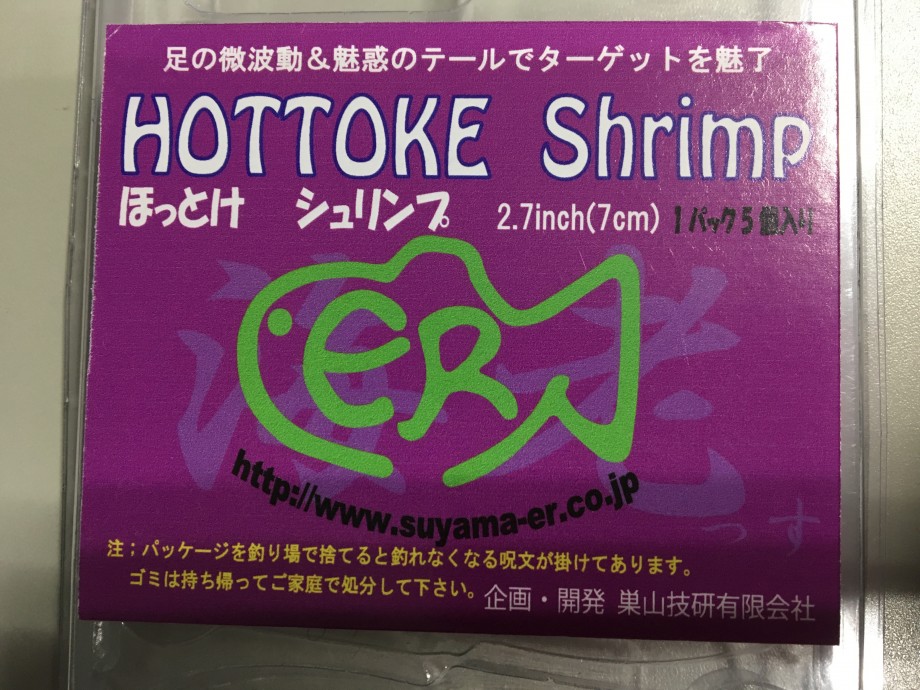 足の微波動&魅惑のテールでターゲットを魅了
HOTTOKE Shrimp
ほっとけ シュリンプ 2.7inch(7cm) 1パック5個入り
ER
海老
っす
http://www.suyama-er.co.jp
注;パッケージを釣り場で捨てると釣れなくなる呪文が掛けてあります。
ゴミは持ち帰ってご家庭で処分して下さい。
企画・開発 巣山技研有限会社